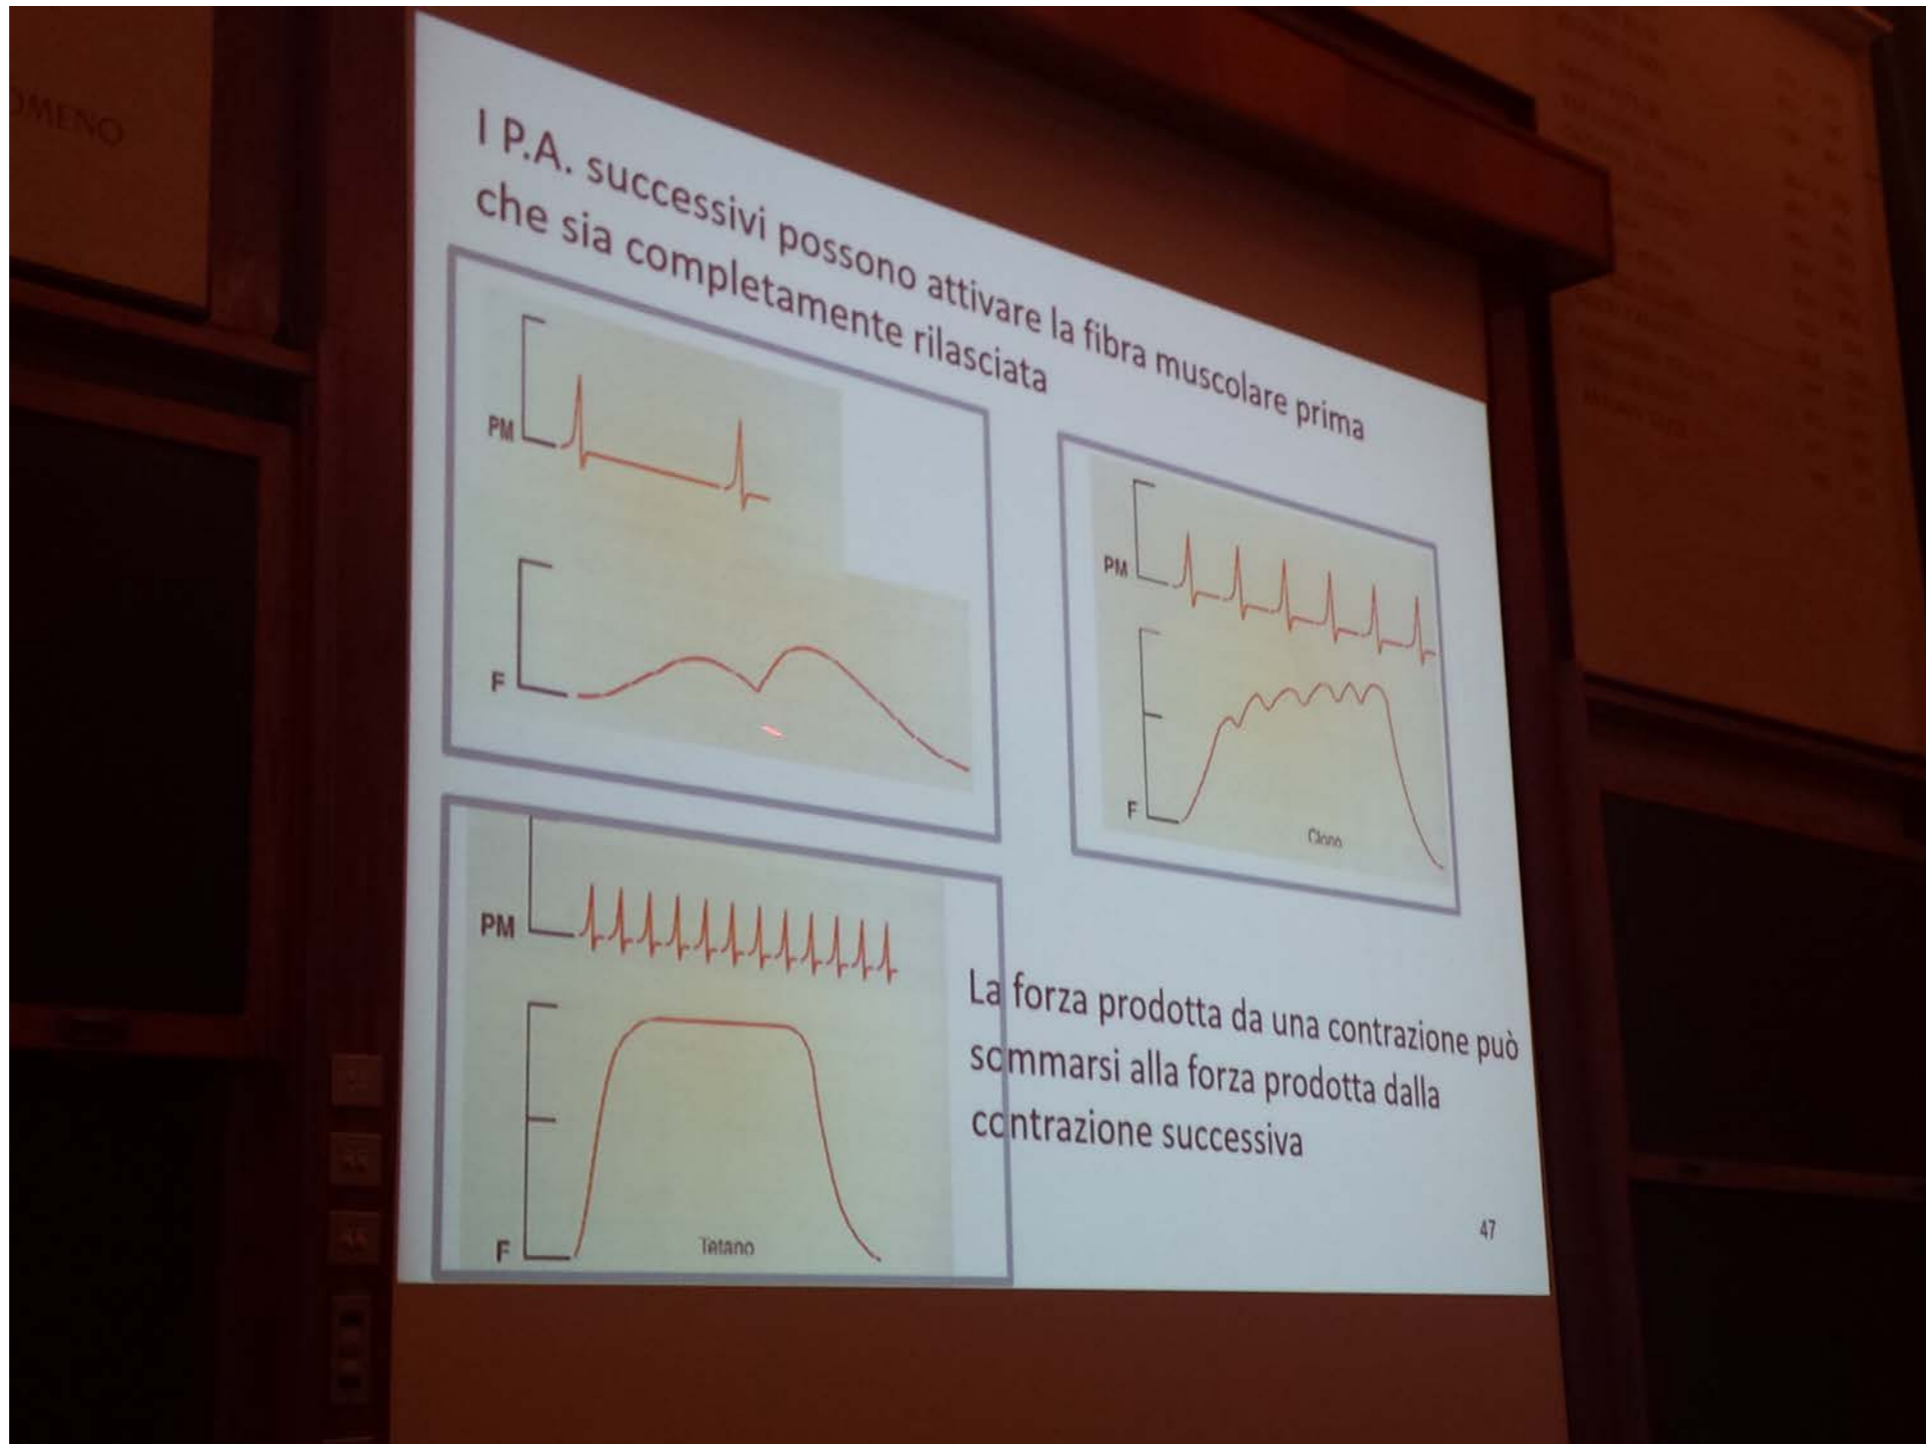 OMENO
I P.A. successivi possono attivare la fibra muscolare prima
che sia completamente rilasciata
PM
F
PM
F
Clono
PM
F
Tetano
La forza prodotta da una contrazione può
sommarsi alla forza prodotta dalla
contrazione successiva
47